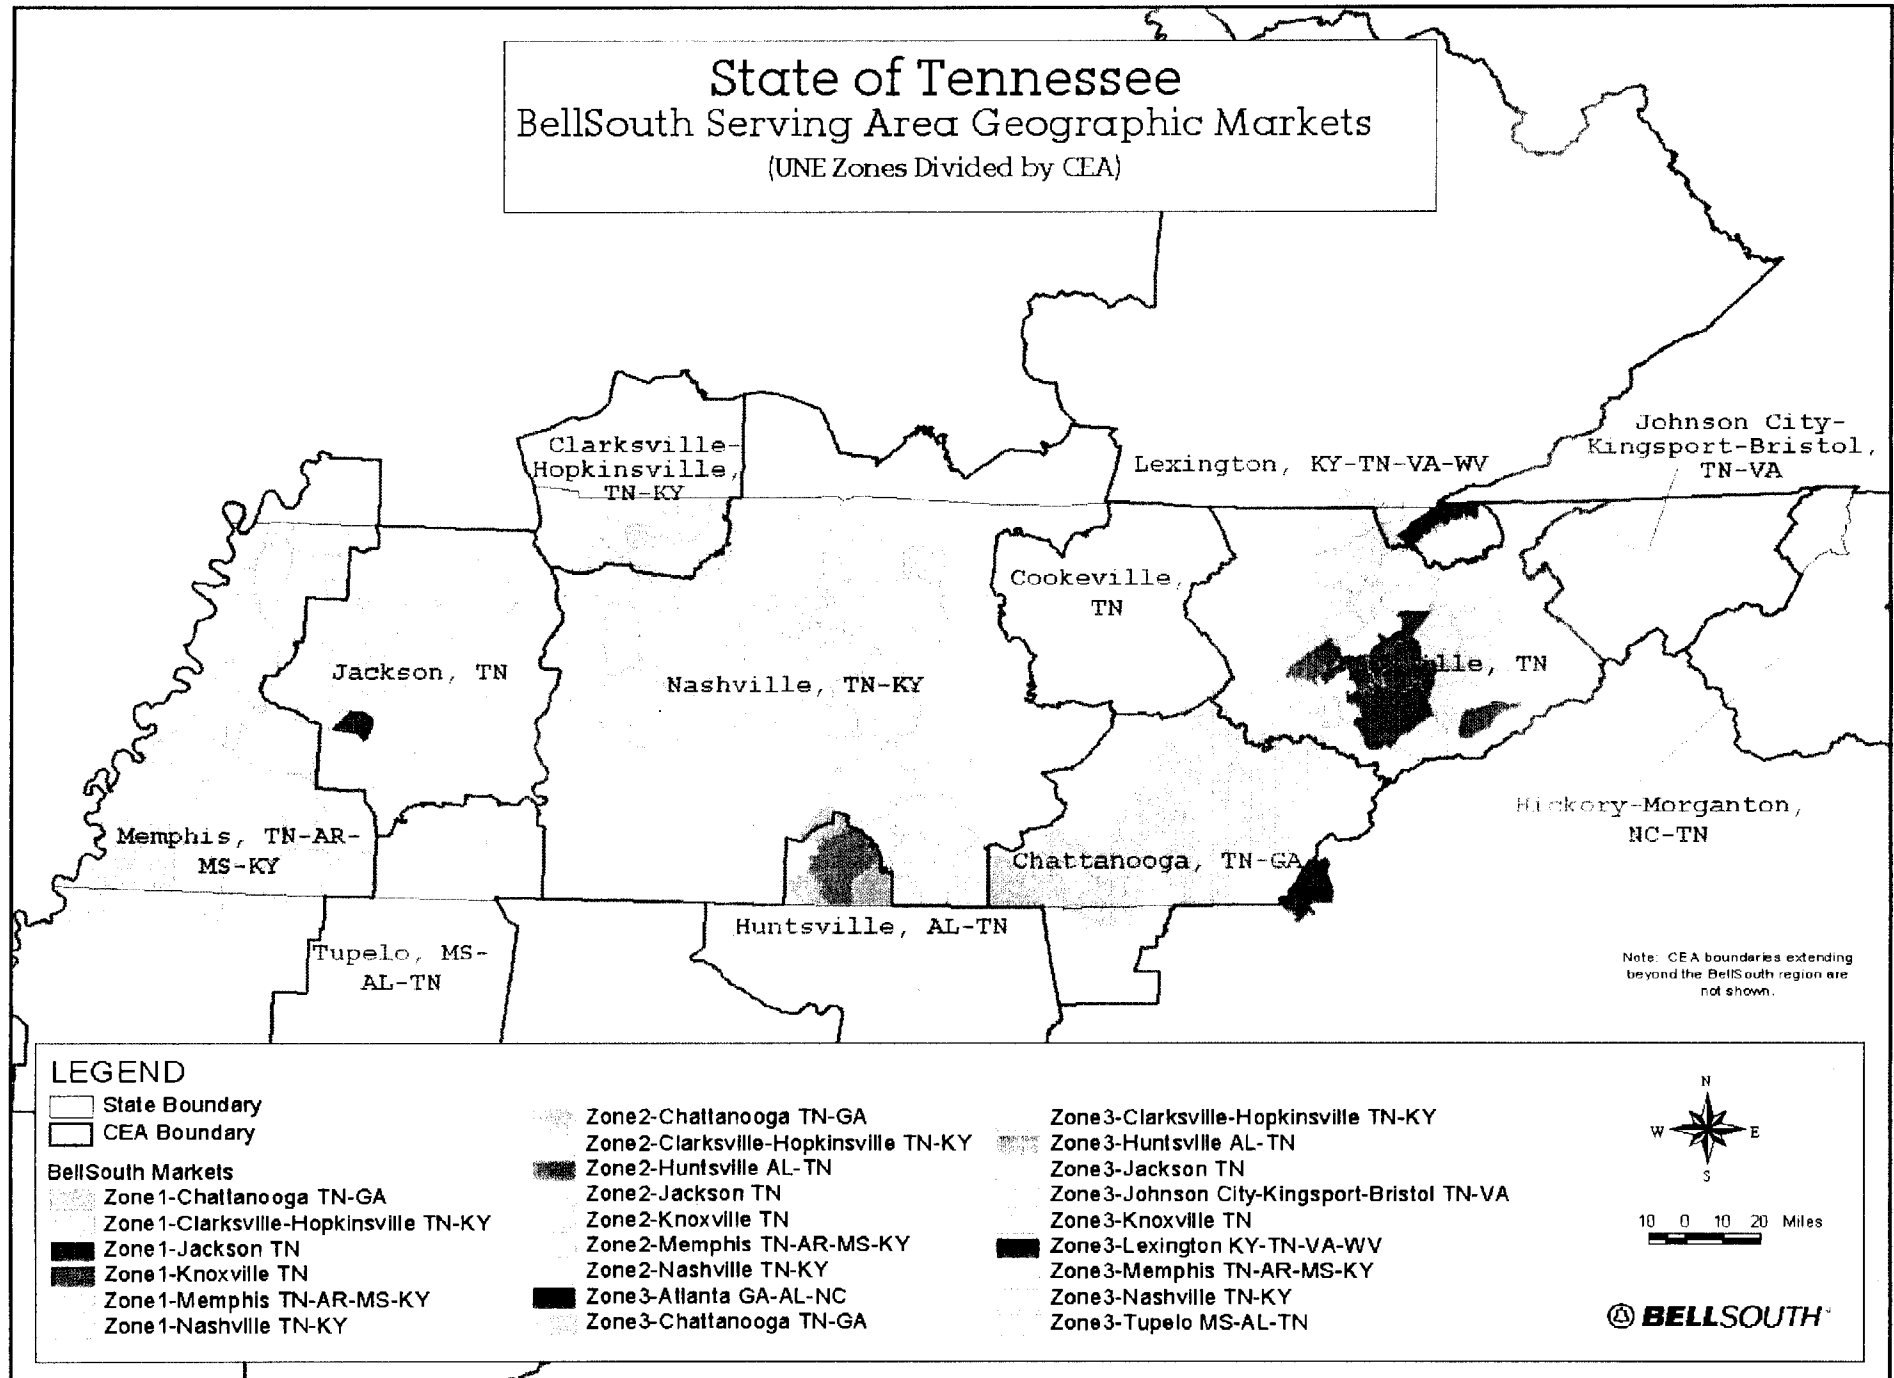 State of Tennessee
BellSouth Serving Area Geographic Markets
(UNE Zones Divided by CEA)
Clarksville-
Hopkinsville,
TN-KY
Lexington, KY-TN-VA-WV
Johnson City-
Kingsport-Bristol,
TN-VA
Cookeville,
TN
Jackson, TN
Nashville, TN-KY
ille, TN
Memphis, TN-AR-
MS-KY
Chattanooga, TN-GA
Hickory-Morganton,
NC-TN
Huntsville, AL-TN
Tupelo, MS-
AL-TN
Note: CEA boundaries extending
beyond the BellSouth region are
not shown.
LEGEND
State Boundary
CEA Boundary
BellSouth Markets
Zone1-Chattanooga TN-GA
Zone1-Clarksville-Hopkinsville TN-KY
Zone1-Jackson TN
Zone1-Knoxville TN
Zone1-Memphis TN-AR-MS-KY
Zone1-Nashville TN-KY
Zone2-Chattanooga TN-GA
Zone2-Clarksville-Hopkinsville TN-KY
Zone2-Huntsville AL-TN
Zone2-Jackson TN
Zone2-Knoxville TN
Zone2-Memphis TN-AR-MS-KY
Zone2-Nashville TN-KY
Zone3-Atlanta GA-AL-NC
Zone3-Chattanooga TN-GA
Zone3-Clarksville-Hopkinsville TN-KY
Zone3-Huntsville AL-TN
Zone3-Jackson TN
Zone3-Johnson City-Kingsport-Bristol TN-VA
Zone3-Knoxville TN
Zone3-Lexington KY-TN-VA-WV
Zone3-Memphis TN-AR-MS-KY
Zone3-Nashville TN-KY
Zone3-Tupelo MS-AL-TN
N
W E
S
10 0 10 20 Miles
BELLSOUTH